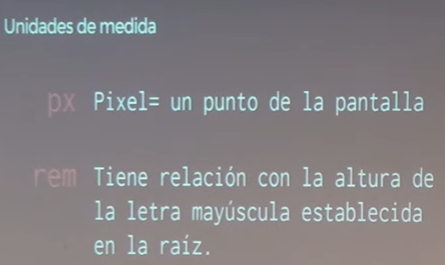 Unidades de medida
px Pixel= un punto de la pantalla
rem Tiene relación con la altura de
la letra mayúscula establecida
en la raíz.